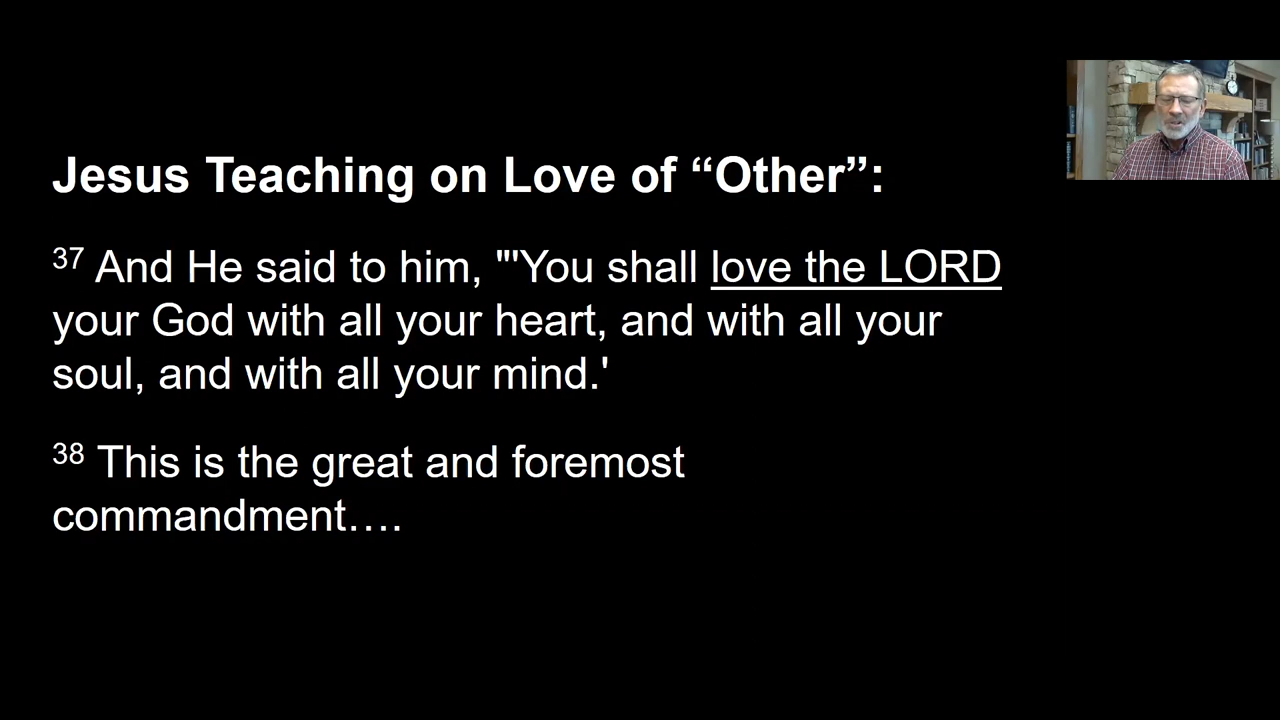 Jesus Teaching on Love of “Other”:
37 And He said to him, "'You shall love the LORD
your God with all your heart, and with all your
soul, and with all your mind.'
38 This is the great and foremost
commandment….